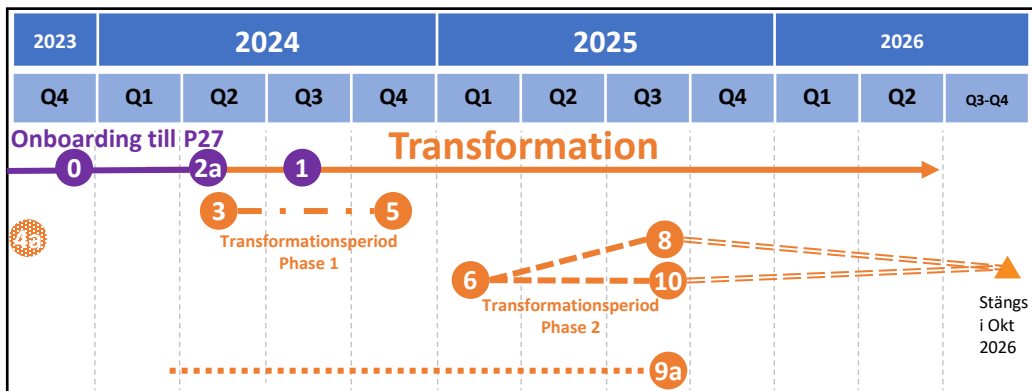 2023 2024 2025 2026
Q4 Q1 Q2 Q3 Q4 Q1 Q2 Q3 Q4 Q1 Q2 Q3-Q4
Onboarding till P27
Transformation
0 2a 1
3 5
Transformationsperiod
Phase 1
4a
8
6 10
Transformationsperiod
Phase 2
Stängs
i Okt
2026
9a